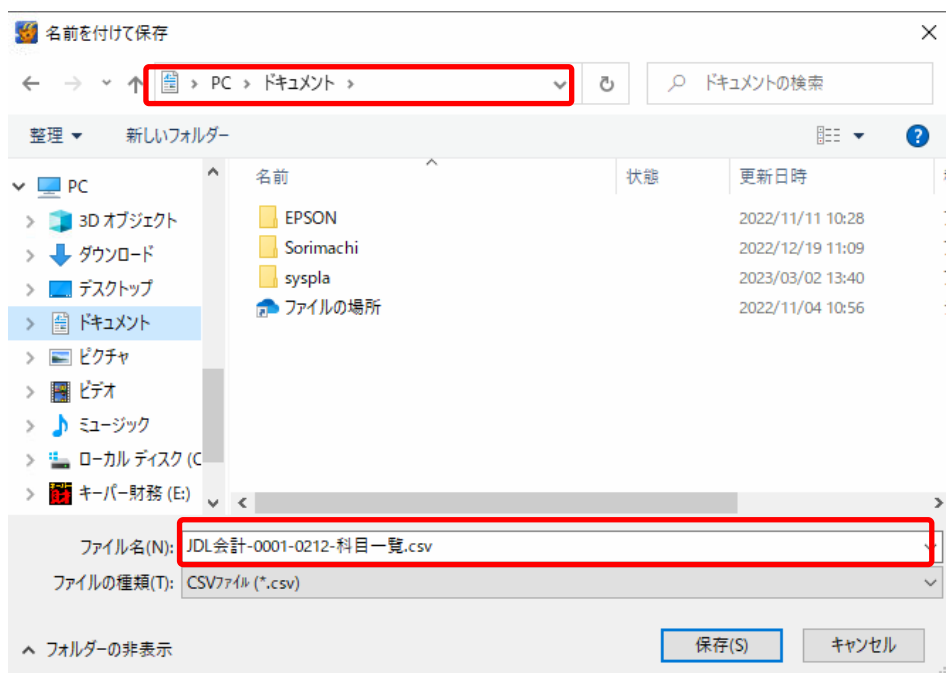 名前を付けて保存
PC › ドキュメント ›
ドキュメントの検索
整理 新しいフォルダー
名前 状態 更新日時
PC
3D オブジェクト
ダウンロード
デスクトップ
ドキュメント
ピクチャ
ビデオ
ミュージック
ローカル ディスク (C
キーパー財務 (E:)
EPSON 2022/11/11 10:28
Sorimachi 2022/12/19 11:09
syspla 2023/03/02 13:40
ファイルの場所 2022/11/04 10:56
ファイル名(N): JDL会計-0001-0212-科目一覧.csv
ファイルの種類(T): CSVファイル (*.csv)
フォルダーの非表示
保存(S) キャンセル